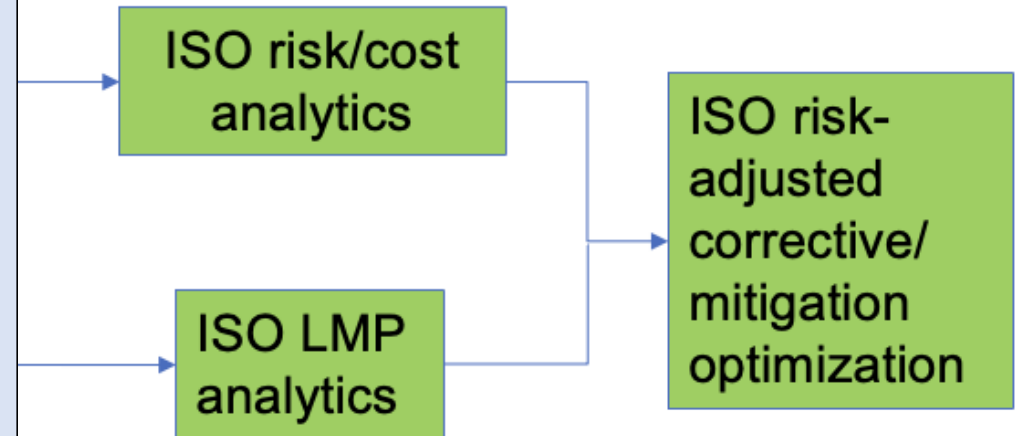 ISO risk/cost
analytics
ISO risk-
adjusted
corrective/
mitigation
optimization
ISO LMP
analytics